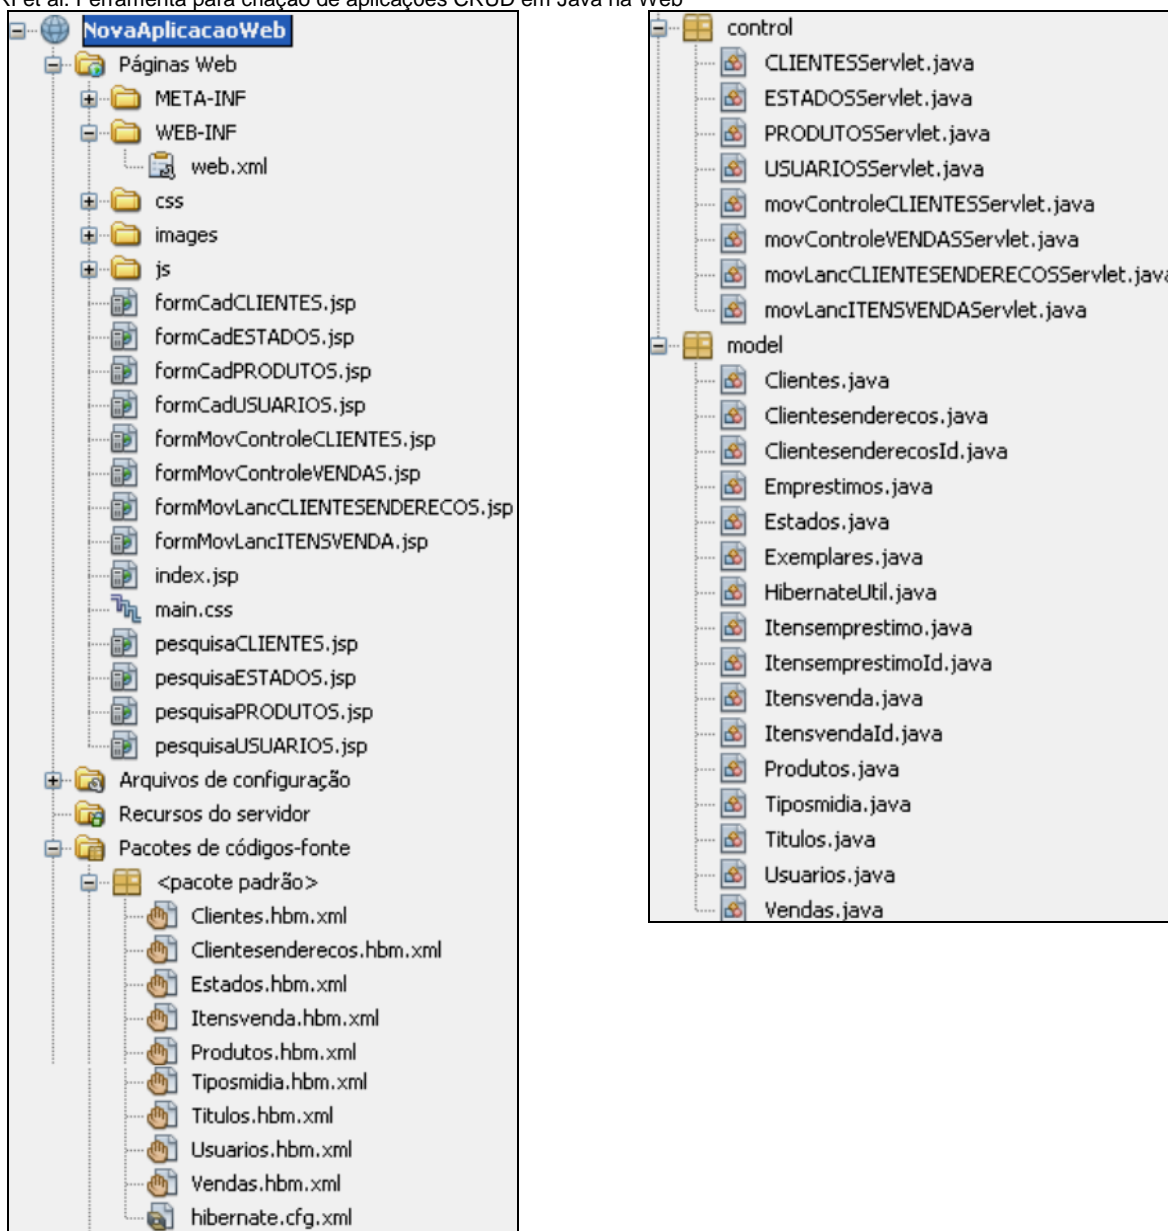 et al. Ferramenta para criação de aplicações CRUD em Java na Web
NovaAplicacaoWeb
Páginas Web
META-INF
WEB-INF
web.xml
css
images
js
formCadCLIENTES.jsp
formCadESTADOS.jsp
formCadPRODUTOS.jsp
formCadUSUARIOS.jsp
formMovControleCLIENTES.jsp
formMovControleVENDAS.jsp
formMovLancCLIENTESENDERECOS.jsp
formMovLancITENSVENDA.jsp
index.jsp
main.css
pesquisaCLIENTES.jsp
pesquisaESTADOS.jsp
pesquisaPRODUTOS.jsp
pesquisaUSUARIOS.jsp
Arquivos de configuração
Recursos do servidor
Pacotes de códigos-fonte
<pacote padrão>
Clientes.hbm.xml
Clientesenderecos.hbm.xml
Estados.hbm.xml
Itensvenda.hbm.xml
Produtos.hbm.xml
Tiposmidia.hbm.xml
Titulos.hbm.xml
Usuarios.hbm.xml
Vendas.hbm.xml
hibernate.cfg.xml
control
CLIENTESServlet.java
ESTADOSServlet.java
PRODUTOSServlet.java
USUARIOSServlet.java
movControleCLIENTESServlet.java
movControleVENDASServlet.java
movLancCLIENTESENDERECOSServlet.java
movLancITENSVENDAServlet.java
model
Clientes.java
Clientesenderecos.java
ClientesenderecosId.java
Emprestimos.java
Estados.java
Exemplares.java
HibernateUtil.java
Itensemprestimo.java
ItensemprestimoId.java
Itensvenda.java
ItensvendaId.java
Produtos.java
Tiposmidia.java
Titulos.java
Usuarios.java
Vendas.java